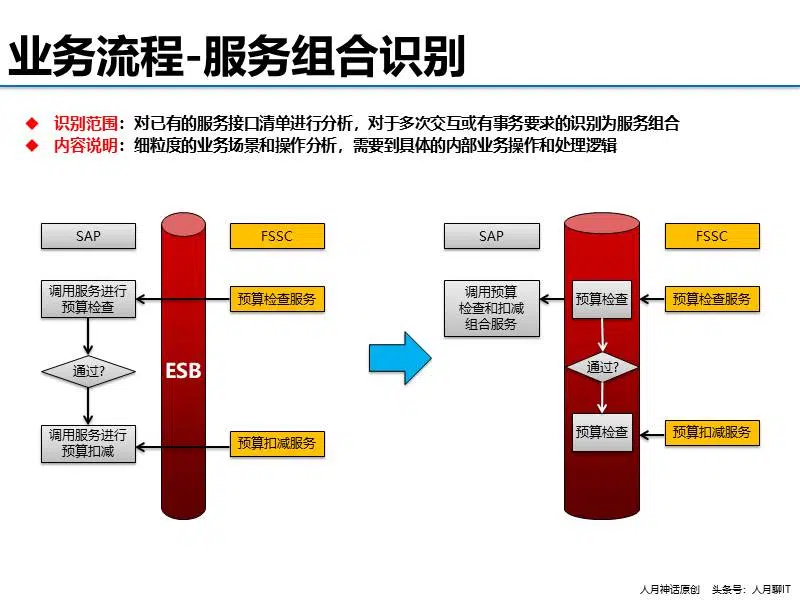 业务流程-服务组合识别
识别范围：对已有的服务接口清单进行分析，对于多次交互或有事务要求的识别为服务组合
内容说明：细粒度的业务场景和操作分析，需要到具体的内部业务操作和处理逻辑
SAP
FSSC
调用服务进行
预算检查
预算检查服务
通过?
ESB
调用服务进行
预算扣减
预算扣减服务
SAP
FSSC
调用预算
检查和扣减
组合服务
预算检查
预算检查服务
通过?
预算检查
预算扣减服务
人月神话原创 头条号：人月聊IT